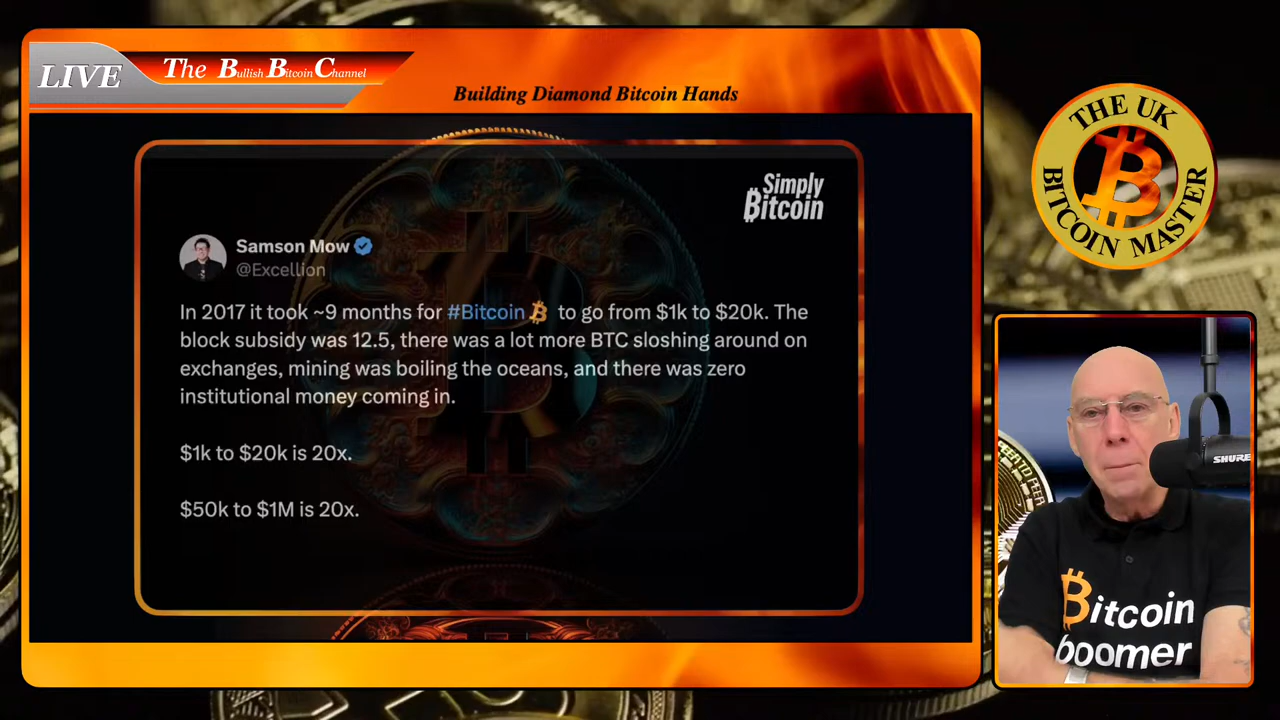 LIVE
The Bullish Bitcoin Channel
Building Diamond Bitcoin Hands
THE UK
BITCOIN MASTER
Simply
Bitcoin
Samson Mow
@Excellion
In 2017 it took ~9 months for #Bitcoin to go from $1k to $20k. The
block subsidy was 12.5, there was a lot more BTC sloshing around on
exchanges, mining was boiling the oceans, and there was zero
institutional money coming in.
$1k to $20k is 20x.
$50k to $1M is 20x.
SHURE
Bitcoin
boomer